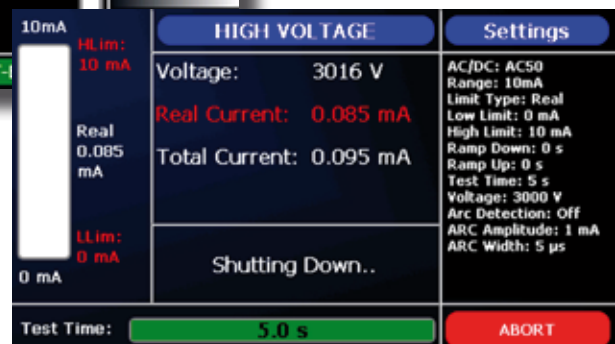 10mA
HLim:
10 mA
Real
0.085
mA
LLim:
0 mA
0 mA
HIGH VOLTAGE
Voltage: 3016 V
Real Current: 0.085 mA
Total Current: 0.095 mA
Shutting Down..
Settings
AC/DC: AC50
Range: 10mA
Limit Type: Real
Low Limit: 0 mA
High Limit: 10 mA
Ramp Down: 0 s
Ramp Up: 0 s
Test Time: 5 s
Voltage: 3000 V
Arc Detection: Off
ARC Amplitude: 1 mA
ARC Width: 5 µs
Test Time: 5.0 s
ABORT